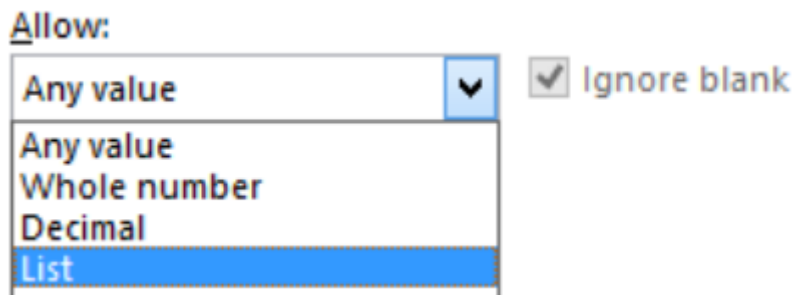 Allow:
Any value
Ignore blank
Any value
Whole number
Decimal
List